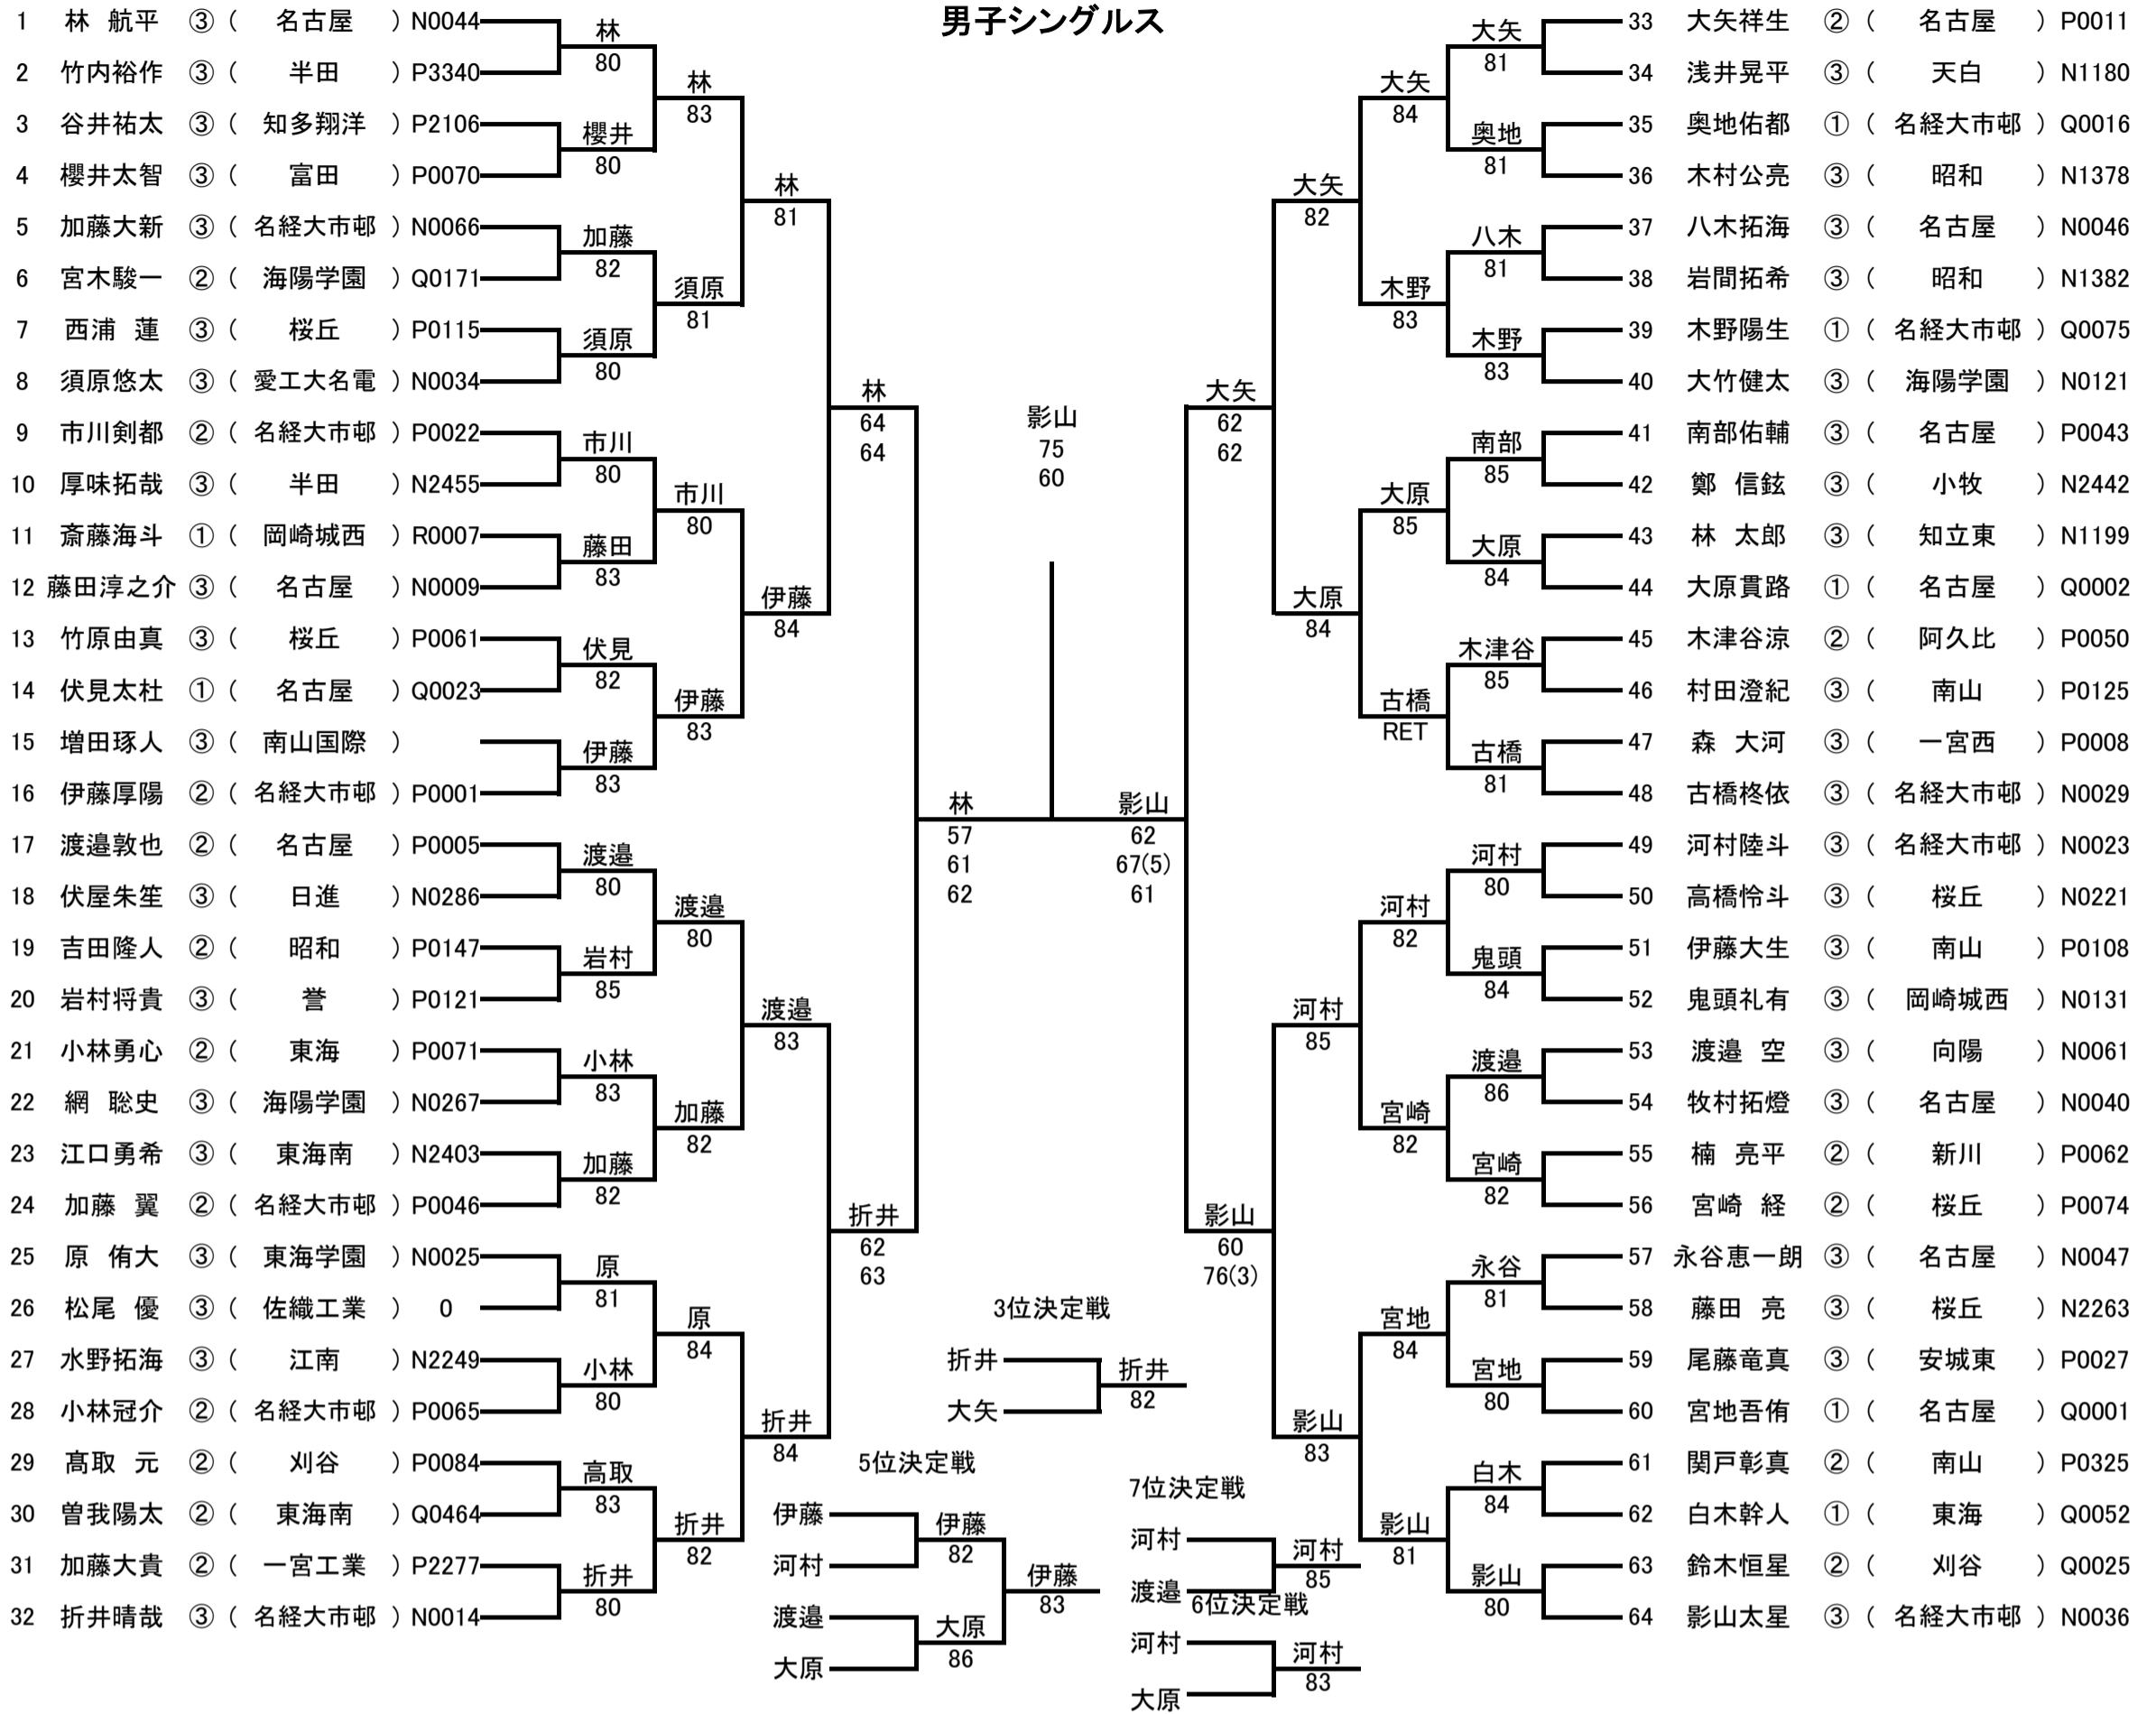 男子シングルス
1 林 航平 ③ ( 名古屋 ) N0044
2 竹内裕作 ③ ( 半田 ) P3340
3 谷井祐太 ③ ( 知多翔洋 ) P2106
4 櫻井太智 ③ ( 富田 ) P0070
5 加藤大新 ③ ( 名経大市邨 ) N0066
6 宮木駿一 ② ( 海陽学園 ) Q0171
7 西浦 蓮 ③ ( 桜丘 ) P0115
8 須原悠太 ③ ( 愛工大名電 ) N0034
9 市川剣都 ② ( 名経大市邨 ) P0022
10 厚味拓哉 ③ ( 半田 ) N2455
11 斎藤海斗 ① ( 岡崎城西 ) R0007
12 藤田淳之介 ③ ( 名古屋 ) N0009
13 竹原由真 ③ ( 桜丘 ) P0061
14 伏見太杜 ① ( 名古屋 ) Q0023
15 増田琢人 ③ ( 南山国際 )
16 伊藤厚陽 ② ( 名経大市邨 ) P0001
17 渡邉敦也 ② ( 名古屋 ) P0005
18 伏屋朱笙 ③ ( 日進 ) N0286
19 吉田隆人 ② ( 昭和 ) P0147
20 岩村将貴 ③ ( 誉 ) P0121
21 小林勇心 ② ( 東海 ) P0071
22 網 聡史 ③ ( 海陽学園 ) N0267
23 江口勇希 ③ ( 東海南 ) N2403
24 加藤 翼 ② ( 名経大市邨 ) P0046
25 原 侑大 ③ ( 東海学園 ) N0025
26 松尾 優 ③ ( 佐織工業 ) 0
27 水野拓海 ③ ( 江南 ) N2249
28 小林冠介 ② ( 名経大市邨 ) P0065
29 髙取 元 ② ( 刈谷 ) P0084
30 曽我陽太 ② ( 東海南 ) Q0464
31 加藤大貴 ② ( 一宮工業 ) P2277
32 折井晴哉 ③ ( 名経大市邨 ) N0014
林
80
櫻井
80
加藤
82
須原
80
市川
80
藤田
83
伏見
82
伊藤
83
渡邉
80
岩村
85
小林
83
加藤
82
原
81
小林
80
高取
83
折井
80
林
83
須原
81
市川
80
伊藤
83
渡邉
80
加藤
82
原
84
折井
82
林
81
伊藤
84
渡邉
83
折井
84
林
64
64
折井
62
63
林
57
61
62
影山
75
60
影山
62
67(5)
61
大矢
62
62
影山
60
76(3)
大矢
82
大原
84
河村
85
影山
83
大矢
84
木野
83
大原
85
古橋
RET
河村
82
宮崎
82
宮地
84
影山
81
大矢
81
奥地
81
八木
81
木野
83
南部
85
大原
84
木津谷
85
古橋
81
河村
80
鬼頭
84
渡邉
86
宮崎
82
永谷
81
宮地
80
白木
84
影山
80
33 大矢祥生 ② ( 名古屋 ) P0011
34 浅井晃平 ③ ( 天白 ) N1180
35 奥地佑都 ① ( 名経大市邨 ) Q0016
36 木村公亮 ③ ( 昭和 ) N1378
37 八木拓海 ③ ( 名古屋 ) N0046
38 岩間拓希 ③ ( 昭和 ) N1382
39 木野陽生 ① ( 名経大市邨 ) Q0075
40 大竹健太 ③ ( 海陽学園 ) N0121
41 南部佑輔 ③ ( 名古屋 ) P0043
42 鄭 信鉉 ③ ( 小牧 ) N2442
43 林 太郎 ③ ( 知立東 ) N1199
44 大原貫路 ① ( 名古屋 ) Q0002
45 木津谷涼 ② ( 阿久比 ) P0050
46 村田澄紀 ③ ( 南山 ) P0125
47 森 大河 ③ ( 一宮西 ) P0008
48 古橋柊依 ③ ( 名経大市邨 ) N0029
49 河村陸斗 ③ ( 名経大市邨 ) N0023
50 高橋怜斗 ③ ( 桜丘 ) N0221
51 伊藤大生 ③ ( 南山 ) P0108
52 鬼頭礼有 ③ ( 岡崎城西 ) N0131
53 渡邉 空 ③ ( 向陽 ) N0061
54 牧村拓燈 ③ ( 名古屋 ) N0040
55 楠 亮平 ② ( 新川 ) P0062
56 宮崎 経 ② ( 桜丘 ) P0074
57 永谷恵一朗 ③ ( 名古屋 ) N0047
58 藤田 亮 ③ ( 桜丘 ) N2263
59 尾藤竜真 ③ ( 安城東 ) P0027
60 宮地吾侑 ① ( 名古屋 ) Q0001
61 関戸彰真 ② ( 南山 ) P0325
62 白木幹人 ① ( 東海 ) Q0052
63 鈴木恒星 ② ( 刈谷 ) Q0025
64 影山太星 ③ ( 名経大市邨 ) N0036
3位決定戦
折井
大矢
折井
82
5位決定戦
伊藤
河村
渡邉
大原
伊藤
82
大原
86
伊藤
83
7位決定戦
河村
渡邉
河村
85
6位決定戦
河村
大原
河村
83